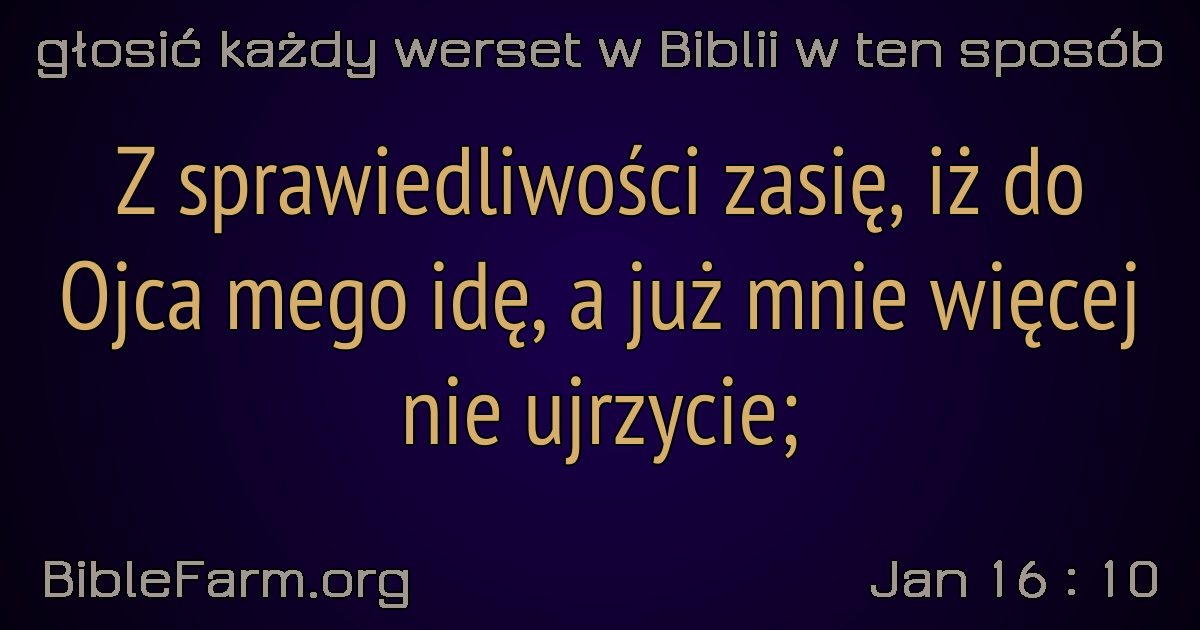 głosić każdy werset w Biblii w ten sposób
Z sprawiedliwości zasię, iż do
Ojca mego idę, a już mnie więcej
nie ujrzycie;
BibleFarm.org
Jan 16 : 10